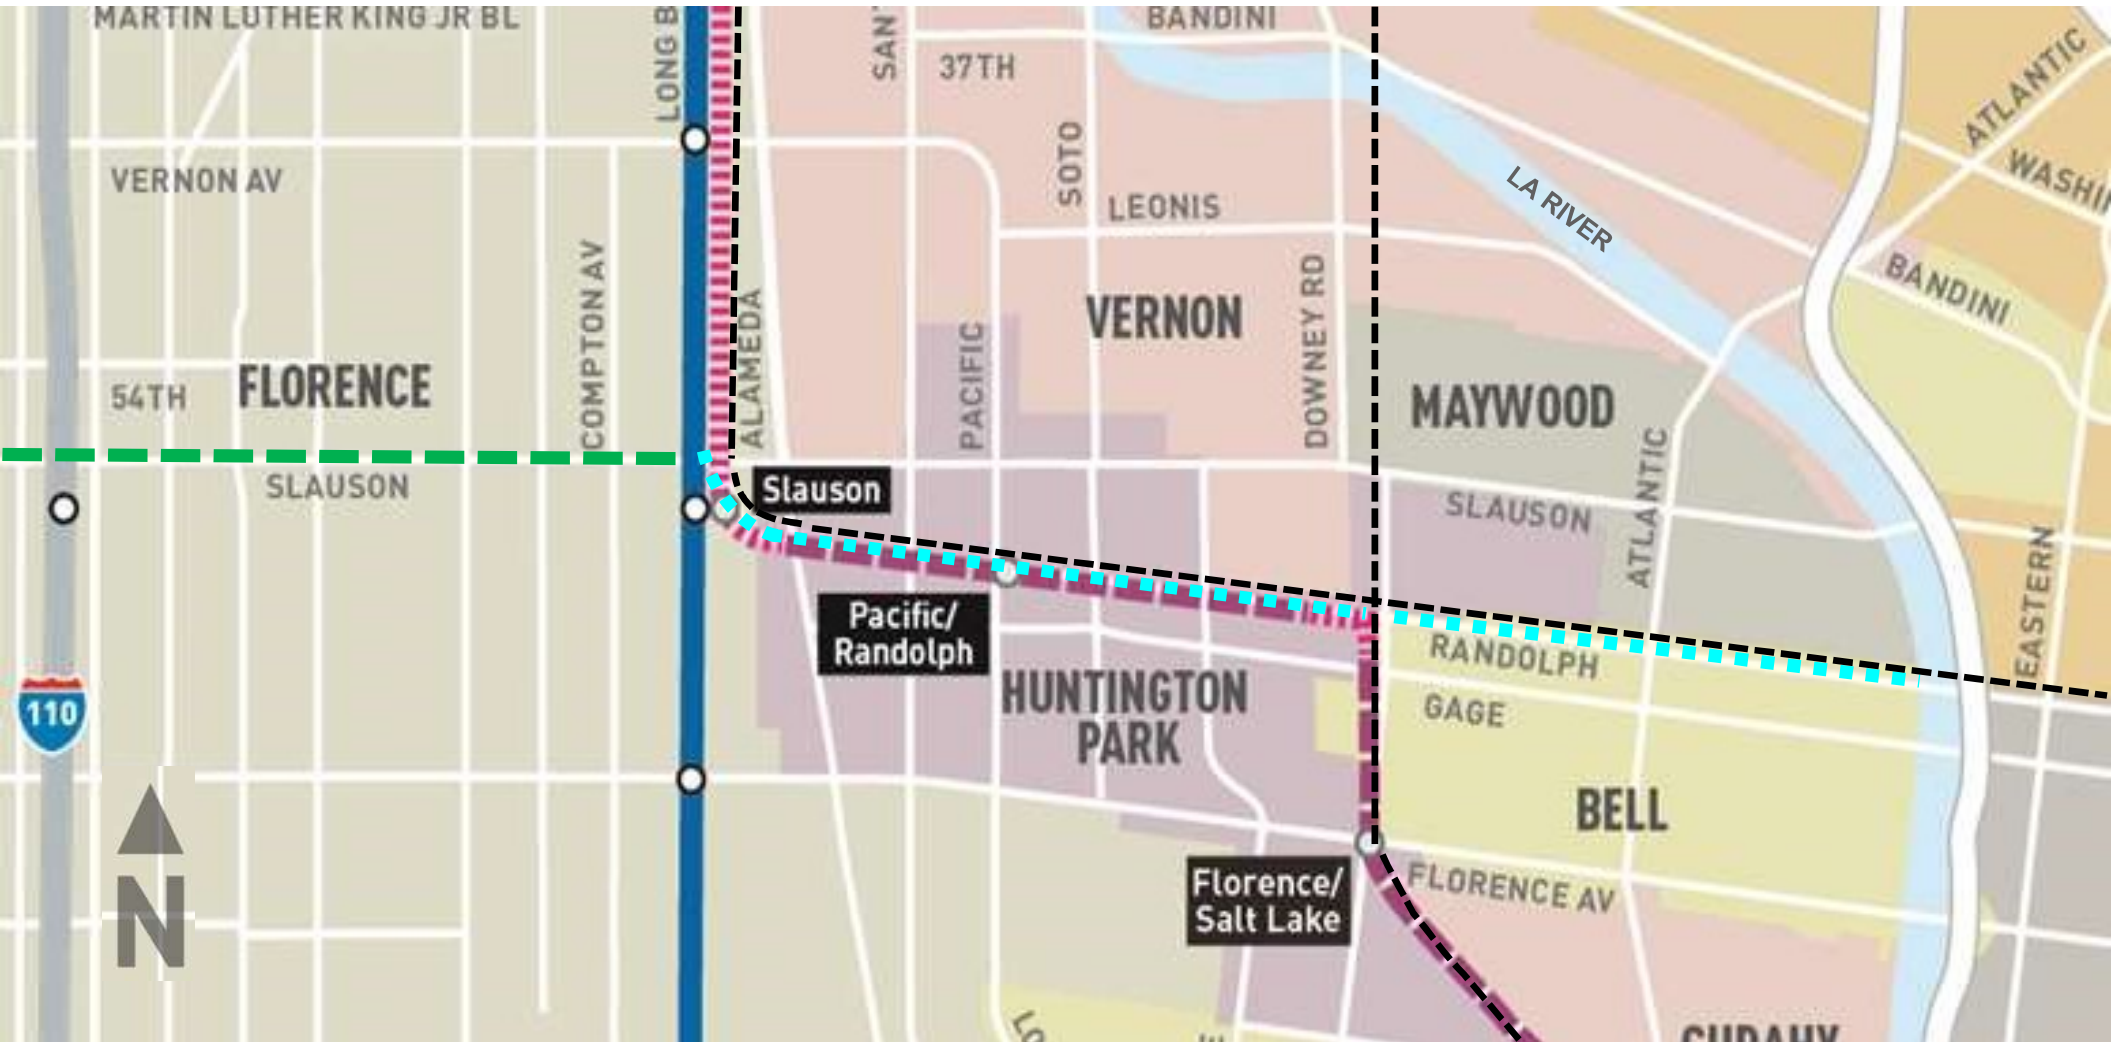 MARTIN LUTHER KING JR BL
LONG B
SAN
BANDINI
37TH
ATLANTIC
WASHI
VERNON AV
SOTO
LEONIS
LA RIVER
COMPTON AV
ALAMEDA
PACIFIC
VERNON
DOWNEY RD
BANDINI
54TH
FLORENCE
MAYWOOD
SLAUSON
Slauson
SLAUSON
ATLANTIC
EASTERN
Pacific/
Randolph
RANDOLPH
HUNTINGTON
PARK
GAGE
110
BELL
N
Florence/
Salt Lake
FLORENCE AV
LO
CUDAHY